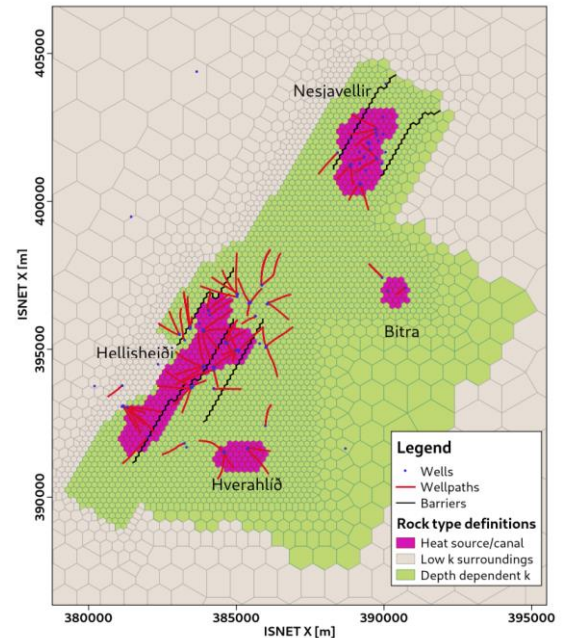 405000
400000
395000
390000
ISNET X [m]
Nesjavellir
Bitra
Hellisheiði
Hverahlíð
Legend
Wells
Wellpaths
Barriers
Rock type definitions
Heat source/canal
Low k surroundings
Depth dependent k
380000 385000 390000 395000
ISNET X [m]